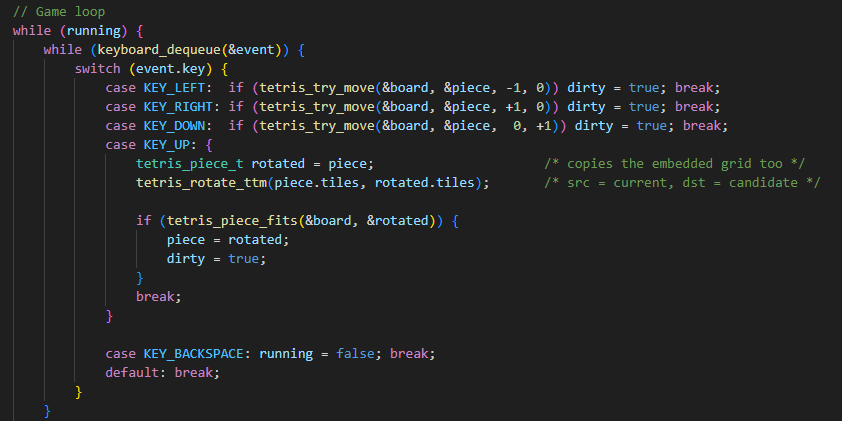 // Game loop
while (running) {
    while (keyboard_dequeue(&event)) {
        switch (event.key) {
            case KEY_LEFT:  if (tetris_try_move(&board, &piece, -1, 0)) dirty = true; break;
            case KEY_RIGHT: if (tetris_try_move(&board, &piece, +1, 0)) dirty = true; break;
            case KEY_DOWN:  if (tetris_try_move(&board, &piece,  0, +1)) dirty = true; break;
            case KEY_UP: {
                tetris_piece_t rotated = piece;                      /* copies the embedded grid too */
                tetris_rotate_ttm(piece.tiles, rotated.tiles);       /* src = current, dst = candidate */

                if (tetris_piece_fits(&board, &rotated)) {
                    piece = rotated;
                    dirty = true;
                }
                break;
            }

            case KEY_BACKSPACE: running = false; break;
            default: break;
        }
    }